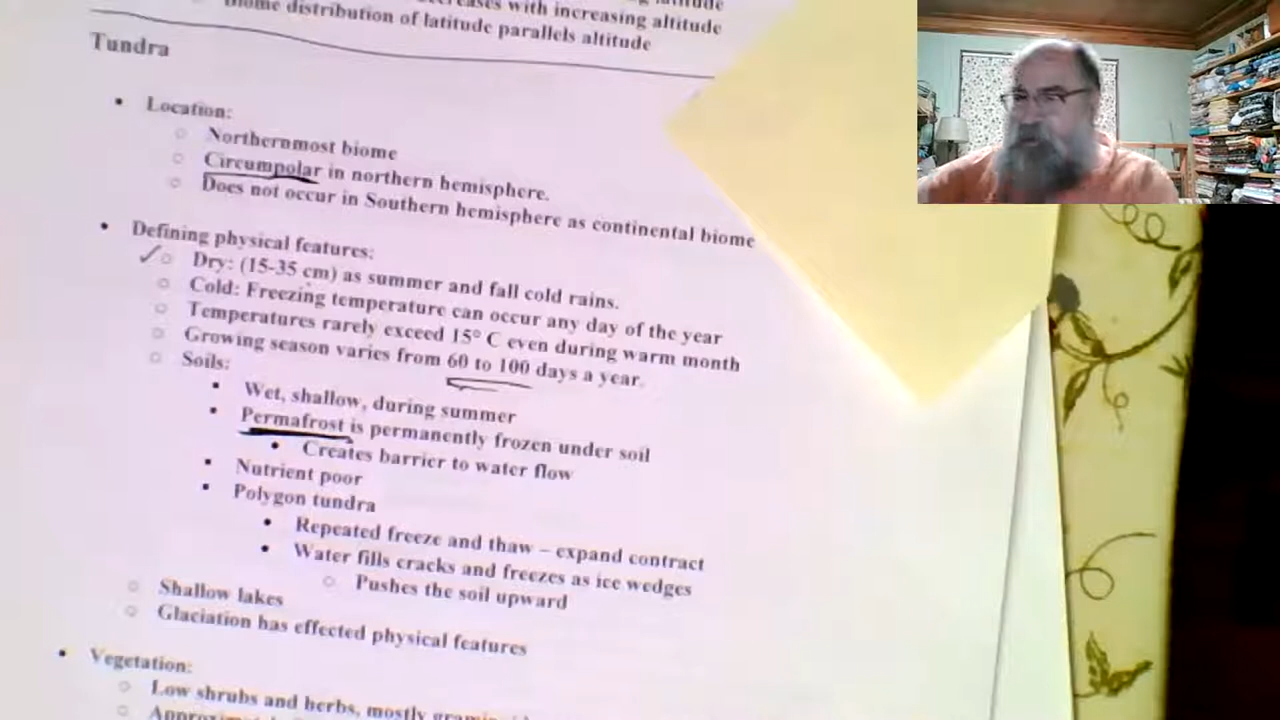 with increasing altitude
Biome distribution of latitude parallels altitude
Tundra
Location:
Northernmost biome
Circumpolar in northern hemisphere.
Does not occur in Southern hemisphere as continental biome
Defining physical features:
Dry: (15-35 cm) as summer and fall cold rains.
Cold: Freezing temperature can occur any day of the year
Temperatures rarely exceed 15° C even during warm month
Growing season varies from 60 to 100 days a year.
Soils:
Wet, shallow, during summer
Permafrost is permanently frozen under soil
Creates barrier to water flow
Nutrient poor
Polygon tundra
Repeated freeze and thaw – expand contract
Water fills cracks and freezes as ice wedges
Pushes the soil upward
Shallow lakes
Glaciation has effected physical features
Vegetation:
Low shrubs and herbs, mostly